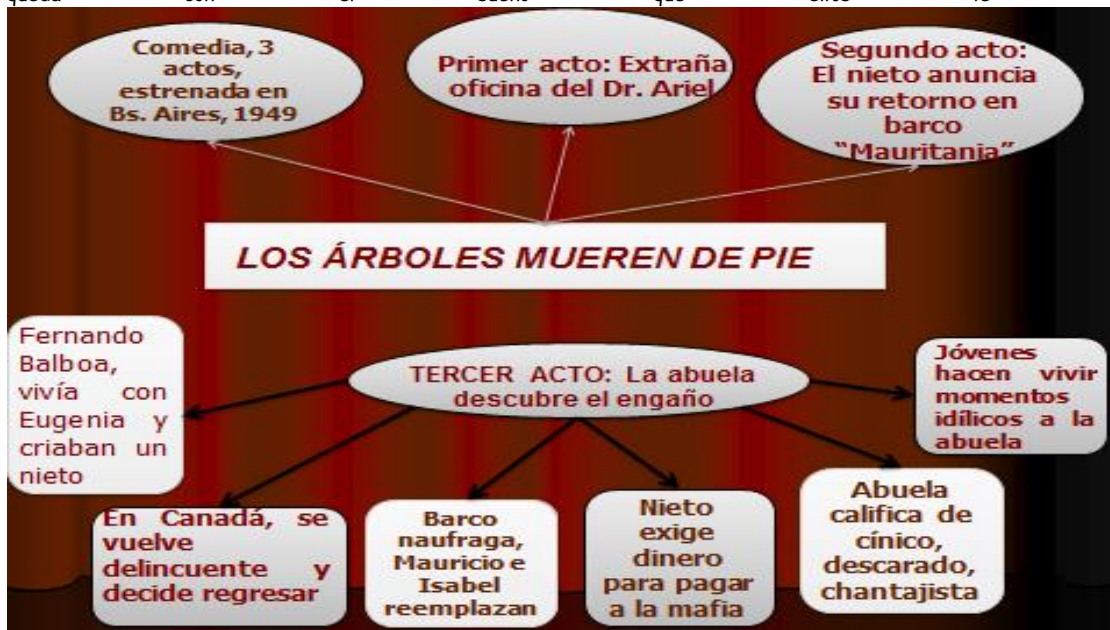 Comedia, 3
actos,
estrenada en
Bs. Aires, 1949
Primer acto: Extraña
oficina del Dr. Ariel
Segundo acto:
El nieto anuncia
su retorno en
barco
“Mauritania”
LOS ÁRBOLES MUEREN DE PIE
Fernando
Balboa,
vivía con
Eugenia y
criaban un
nieto
TERCER ACTO: La abuela
descubre el engaño
Jóvenes
hacen vivir
momentos
idílicos a la
abuela
En Canadá, se
vuelve
delincuente y
decide regresar
Barco
naufraga,
Mauricio e
Isabel
reemplazan
Nieto
exige
dinero
para pagar
a la mafia
Abuela
califica de
cínico,
descarado,
chantajista